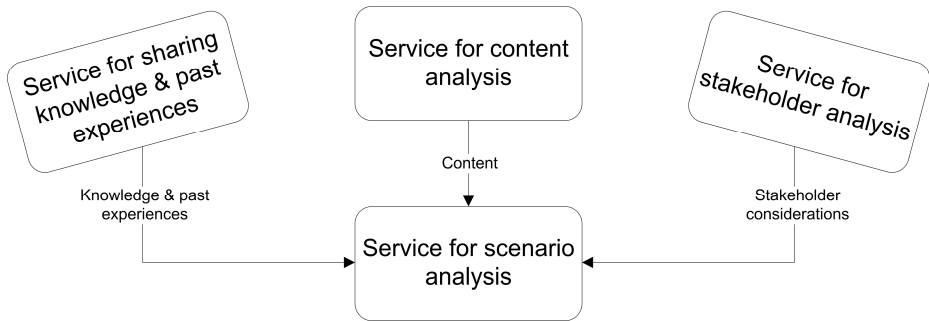 Service for sharing
knowledge & past
experiences
Service for content
analysis
Service for
stakeholder analysis
Knowledge & past
experiences
Content
Stakeholder
considerations
Service for scenario
analysis